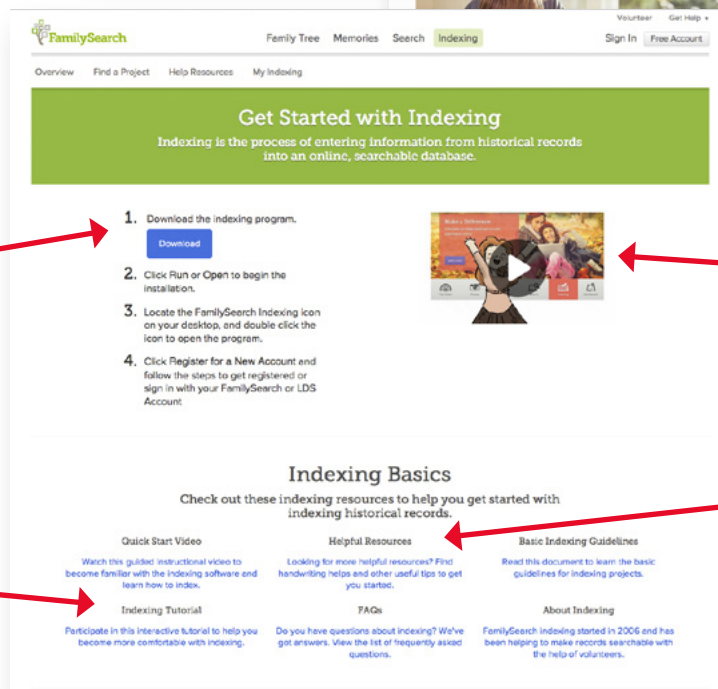 Volunteer Get Help
FamilySearch
Family Tree Memories Search Indexing
Sign In Free Account
Overview Find a Project Help Resources My Indexing
Get Started with Indexing
Indexing is the process of entering information from historical records
into an online, searchable database.
1. Download the indexing program.
Download
2. Click Run or Open to begin the
installation.
3. Locate the FamilySearch Indexing icon
on your desktop, and double click the
icon to open the program.
4. Click Register for a New Account and
follow the steps to get registered or
sign in with your FamilySearch or LDS
Account
Make a Difference
Indexing Basics
Check out these indexing resources to help you get started with
indexing historical records.
Quick Start Video
Watch this guided instructional video to
become familiar with the indexing software and
learn how to index.
Helpful Resources
Looking for more helpful resources? Find
handwriting helps and other useful tips to get
you started.
Basic Indexing Guidelines
Read this document to learn the basic
guidelines for indexing projects.
Indexing Tutorial
Participate in this interactive tutorial to help you
become more comfortable with indexing.
FAQs
Do you have questions about indexing? We've
got answers. View the list of frequently asked
questions.
About Indexing
FamilySearch indexing started in 2006 and has
been helping to make records searchable with
the help of volunteers.